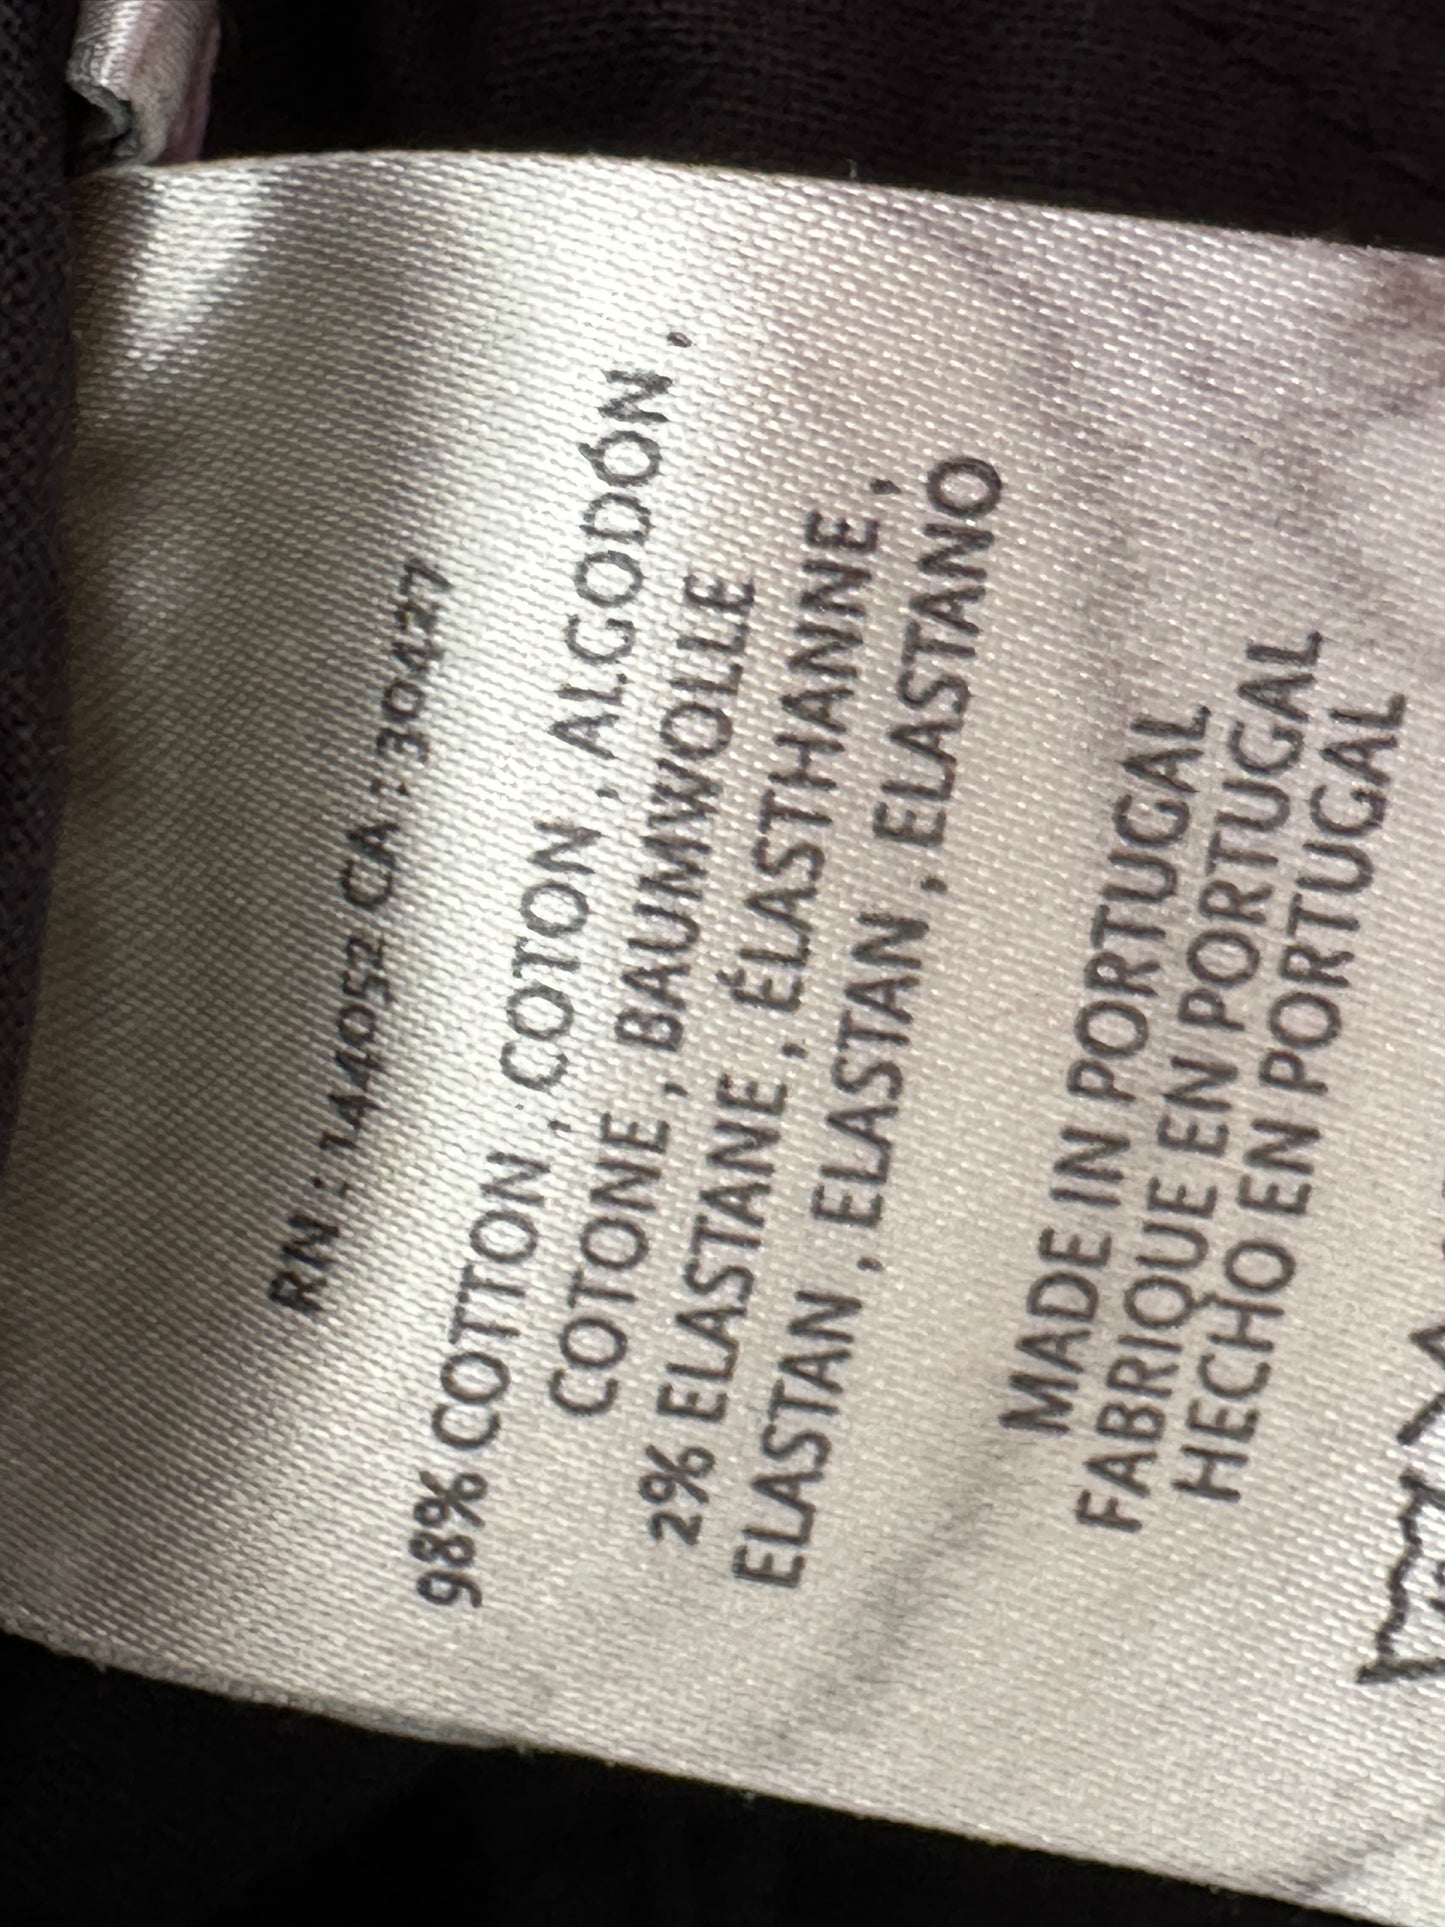 RN : 144052 CA : 30427
98% COTTON , COTON , ALGODÓN ,
COTONE , BAUMWOLLE
2% ELASTANE , ÉLASTHANNE ,
ELASTAN , ELASTAN , ELASTANO
MADE IN PORTUGAL
FABRIQUE EN PORTUGAL
HECHO EN PORTUGAL